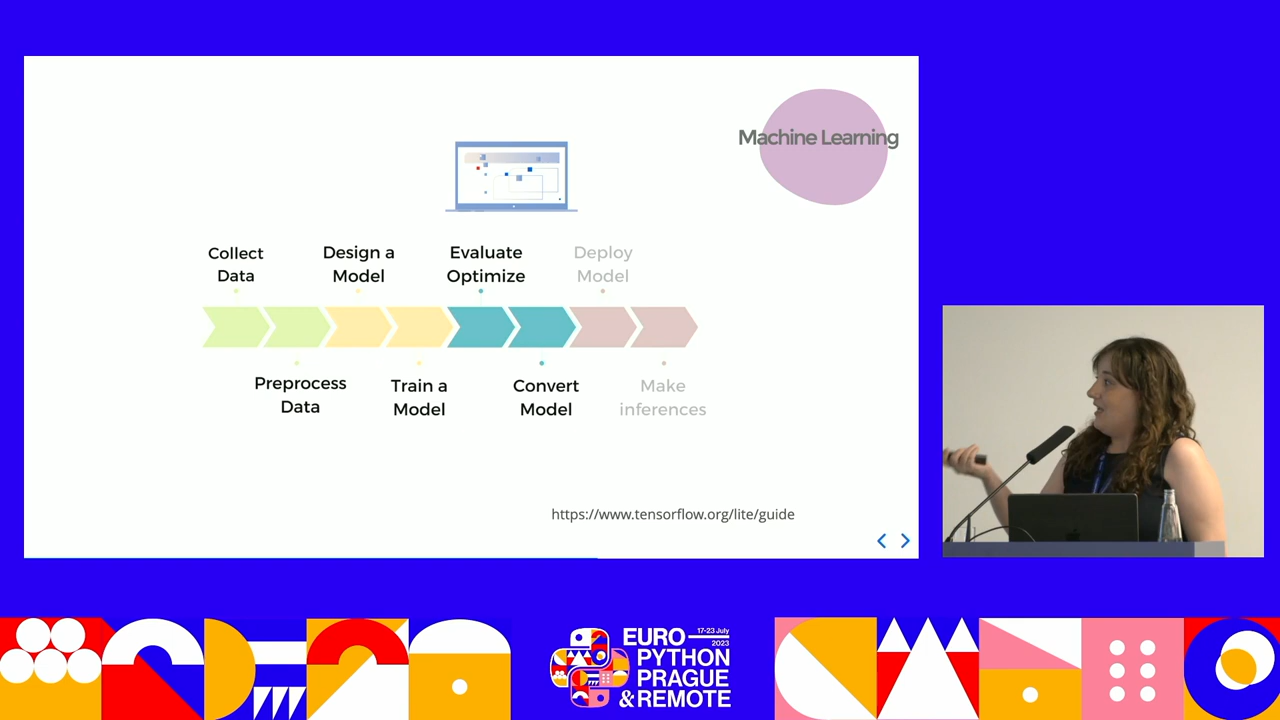 Machine Learning
Collect
Data
Design a
Model
Evaluate
Optimize
Deploy
Model
Preprocess
Data
Train a
Model
Convert
Model
Make
inferences
https://www.tensorflow.org/lite/guide
EURO
17-23 July
2023
PYTHON
PRAGUE
& REMOTE